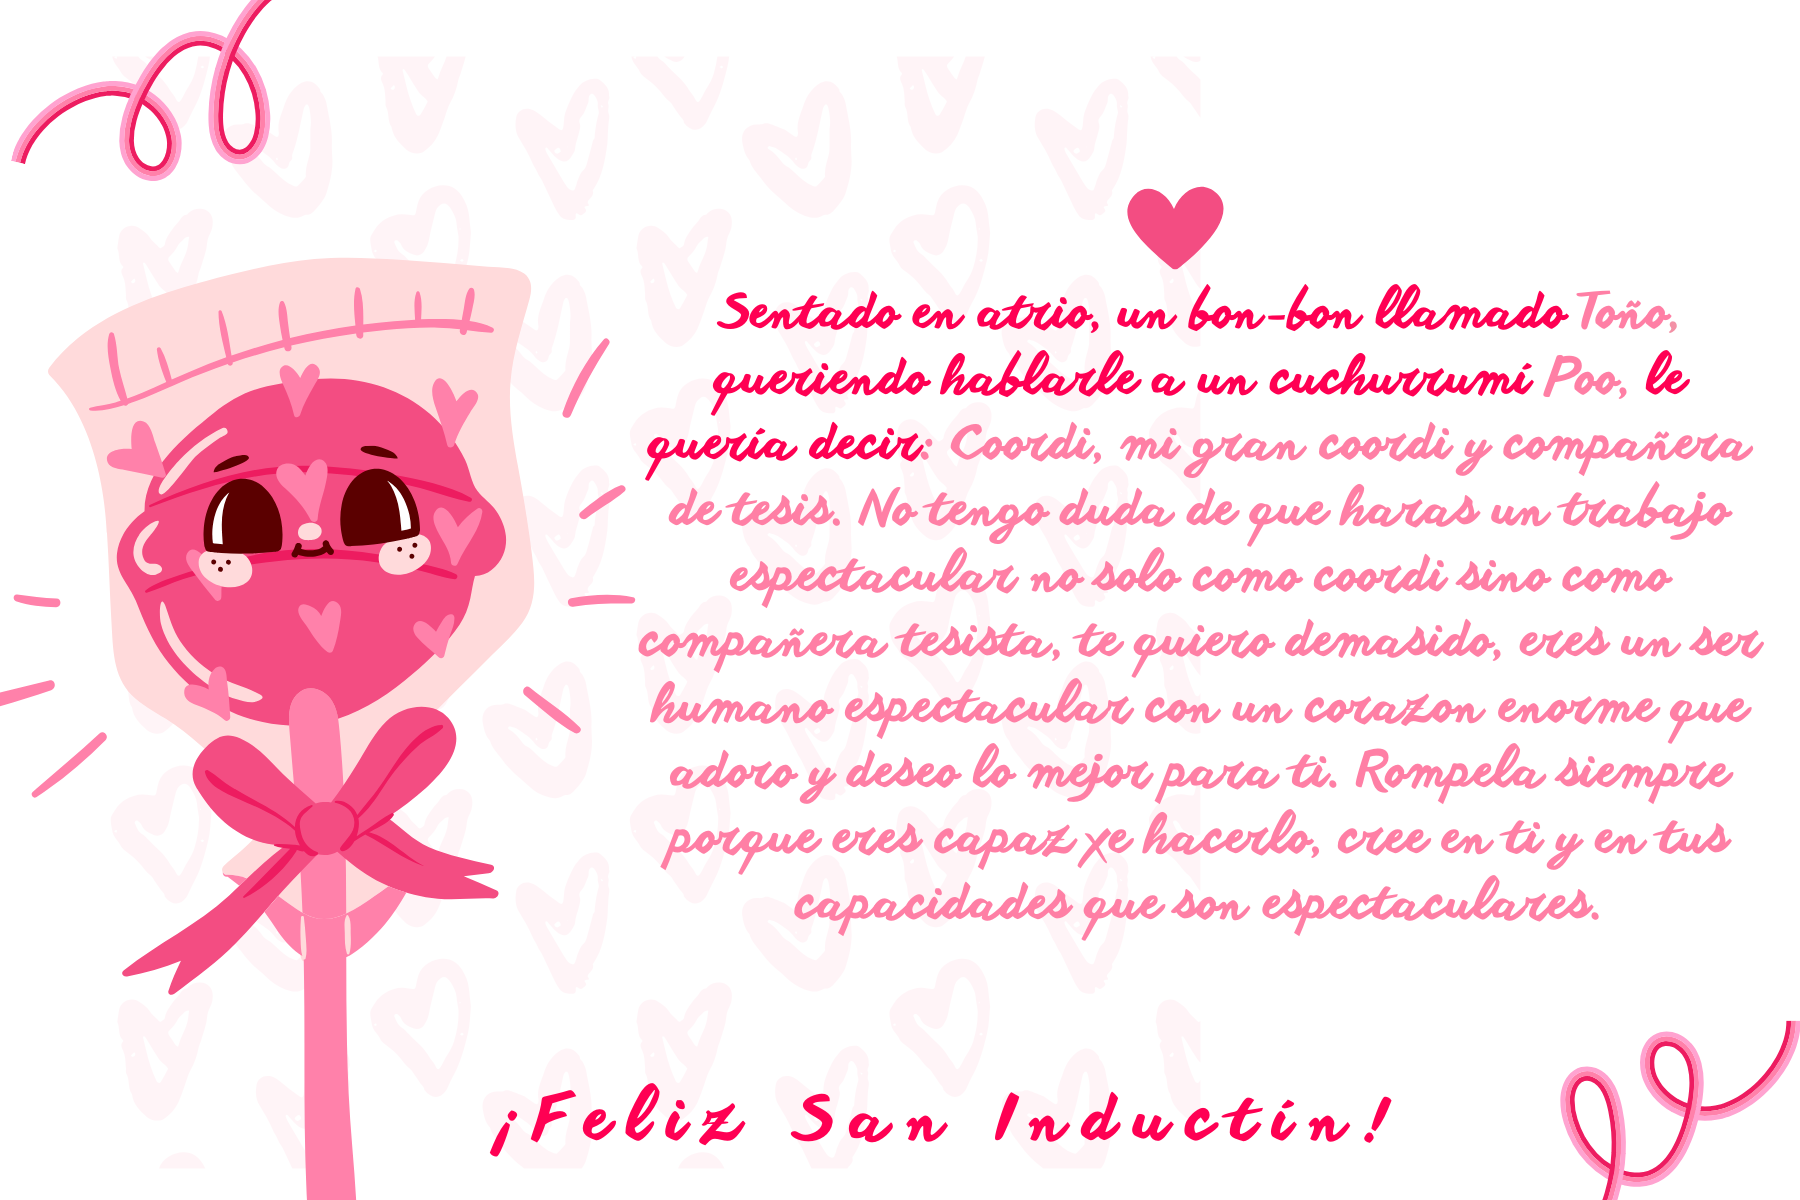 Sentado en atrio, un bon-bon llamado Toño,
queriendo hablarle a un cuchurrumí Poo, le
quería decir: Coordi, mi gran coordi y compañera
de tesis. No tengo duda de que haras un trabajo
espectacular no solo como coordi sino como
compañera tesista, te quiero demasido, eres un ser
humano espectacular con un corazon enorme que
adoro y deseo lo mejor para ti. Rompela siempre
porque eres capaz xe hacerlo, cree en ti y en tus
capacidades que son espectaculares.
¡Feliz San Inductín!